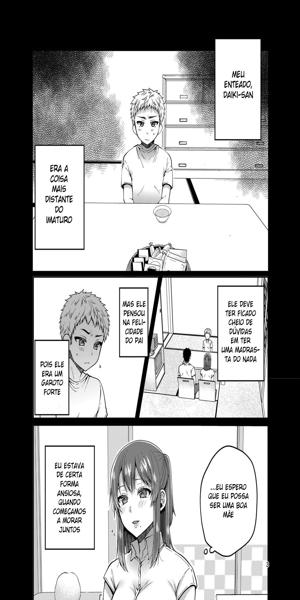 MEU
ENTEADO,
DAIKI-SAN
ERA A
COISA
MAIS
DISTANTE
DO
IMATURO
ELE DEVE
TER FICADO
CHEIO DE
DÚVIDAS
EM TER
UMA MADRAS-
TA DO NADA
MAS ELE
PENSOU
NA FELI-
CIDADE
DO PAI
POIS ELE
ERA UM
GAROTO
FORTE
...EU ESPERO
QUE EU POSSA
SER UMA BOA
MÃE
EU ESTAVA
DE CERTA
FORMA
ANSIOSA,
QUANDO
COMEÇAMOS
A MORAR
JUNTOS